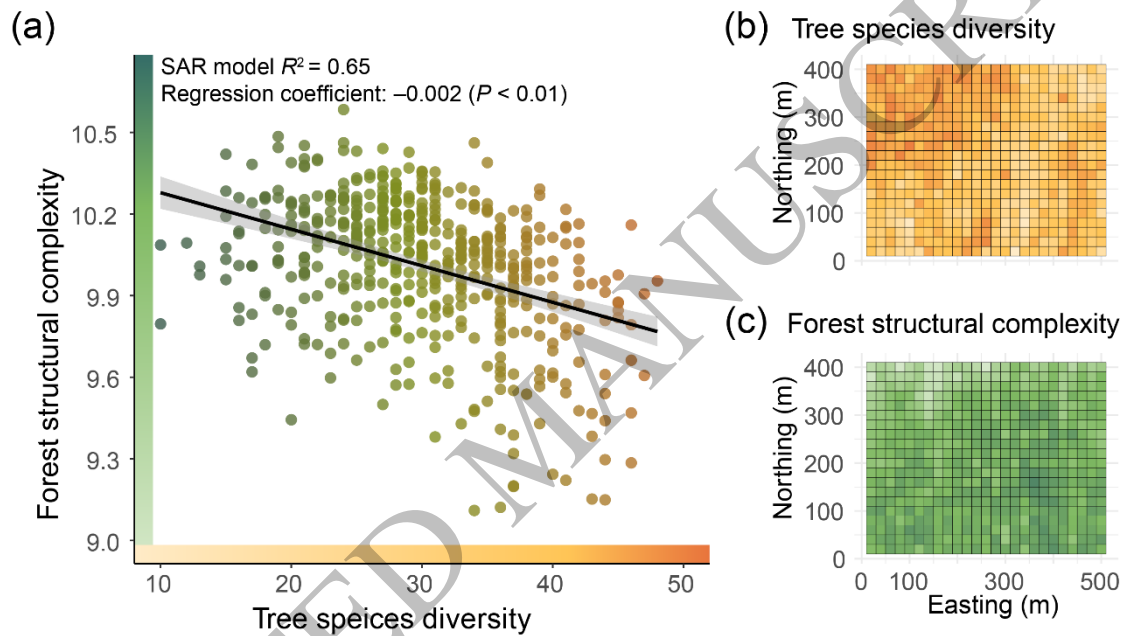 (a)
SAR model R² = 0.65
Regression coefficient: –0.002 (P < 0.01)
Forest structural complexity
10.5
10.2
9.9
9.6
9.3
9.0
10 20 30 40 50
Tree speices diversity
(b) Tree species diversity
Northing (m)
400
300
200
100
0
(c) Forest structural complexity
Northing (m)
400
300
200
100
0
0 100 300 500
Easting (m)
ED MANUSCRI